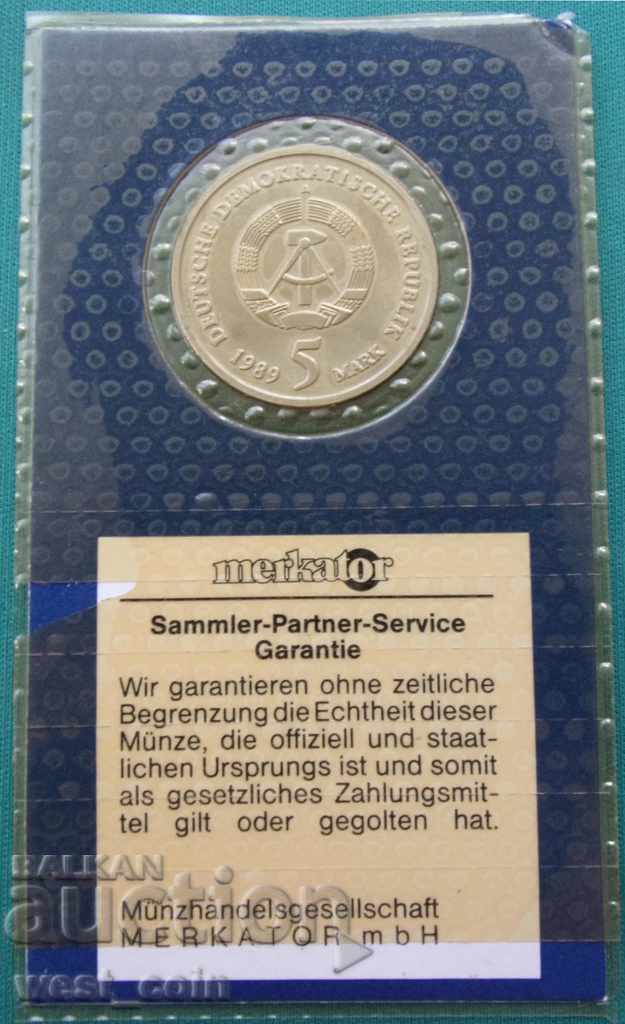 DEUTSCHE DEMOKRATISCHE REPUBLIK
1989 5 MARK
merkator
Sammler-Partner-Service
Garantie
Wir garantieren ohne zeitliche
Begrenzung die Echtheit dieser
Münze, die offiziell und staat-
lichen Ursprungs ist und somit
als gesetzliches Zahlungsmit-
tel gilt oder gegolten hat.
BALKAN
auction
Münzhandelsgesellschaft
MERKATOR mbH
west_coin